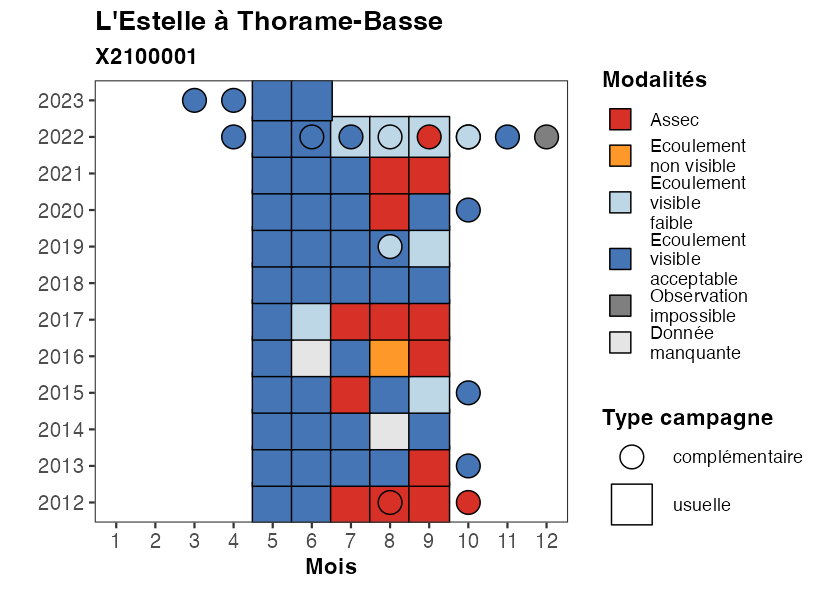 L'Estelle à Thorame-Basse
X2100001
2023
2022
2021
2020
2019
2018
2017
2016
2015
2014
2013
2012
1 2 3 4 5 6 7 8 9 10 11 12
Mois
Modalités
Assec
Ecoulement
non visible
Ecoulement
visible
faible
Ecoulement
visible
acceptable
Observation
impossible
Donnée
manquante
Type campagne
complémentaire
usuelle